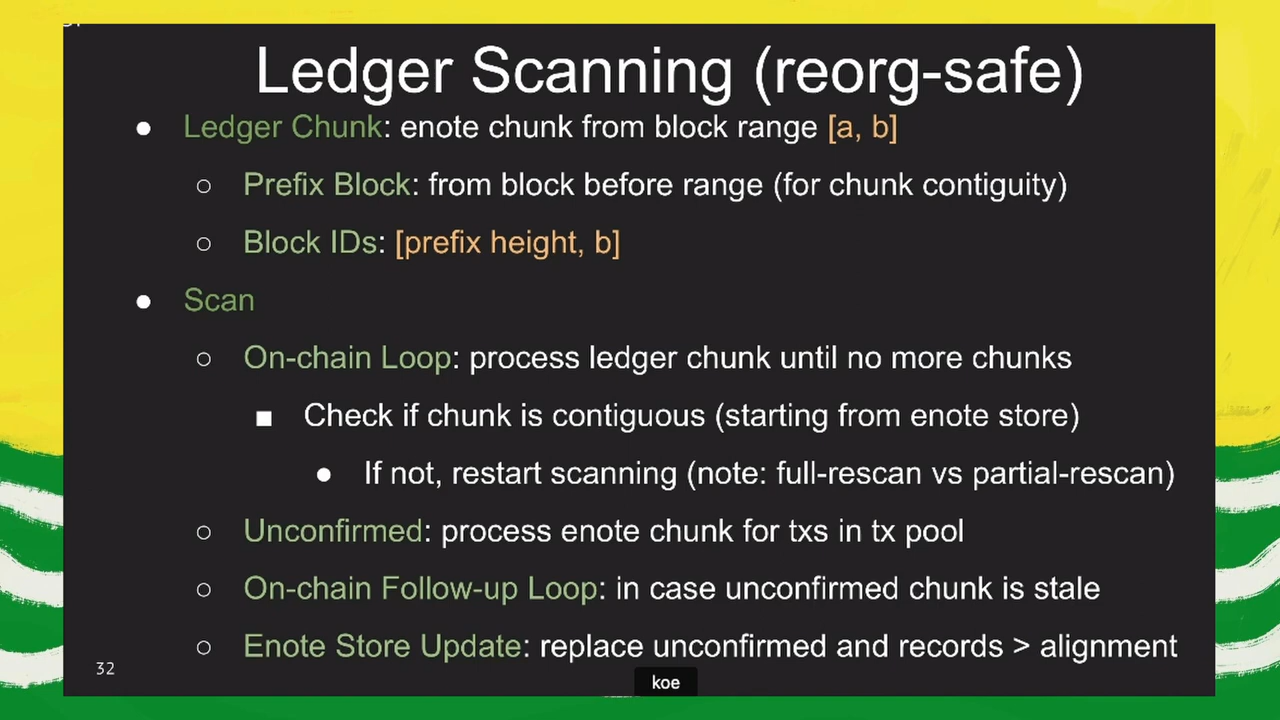 Ledger Scanning (reorg-safe)
● Ledger Chunk: enote chunk from block range [a, b]
○ Prefix Block: from block before range (for chunk contiguity)
○ Block IDs: [prefix height, b]
● Scan
○ On-chain Loop: process ledger chunk until no more chunks
■ Check if chunk is contiguous (starting from enote store)
● If not, restart scanning (note: full-rescan vs partial-rescan)
○ Unconfirmed: process enote chunk for txs in tx pool
○ On-chain Follow-up Loop: in case unconfirmed chunk is stale
○ Enote Store Update: replace unconfirmed and records > alignment
32
koe